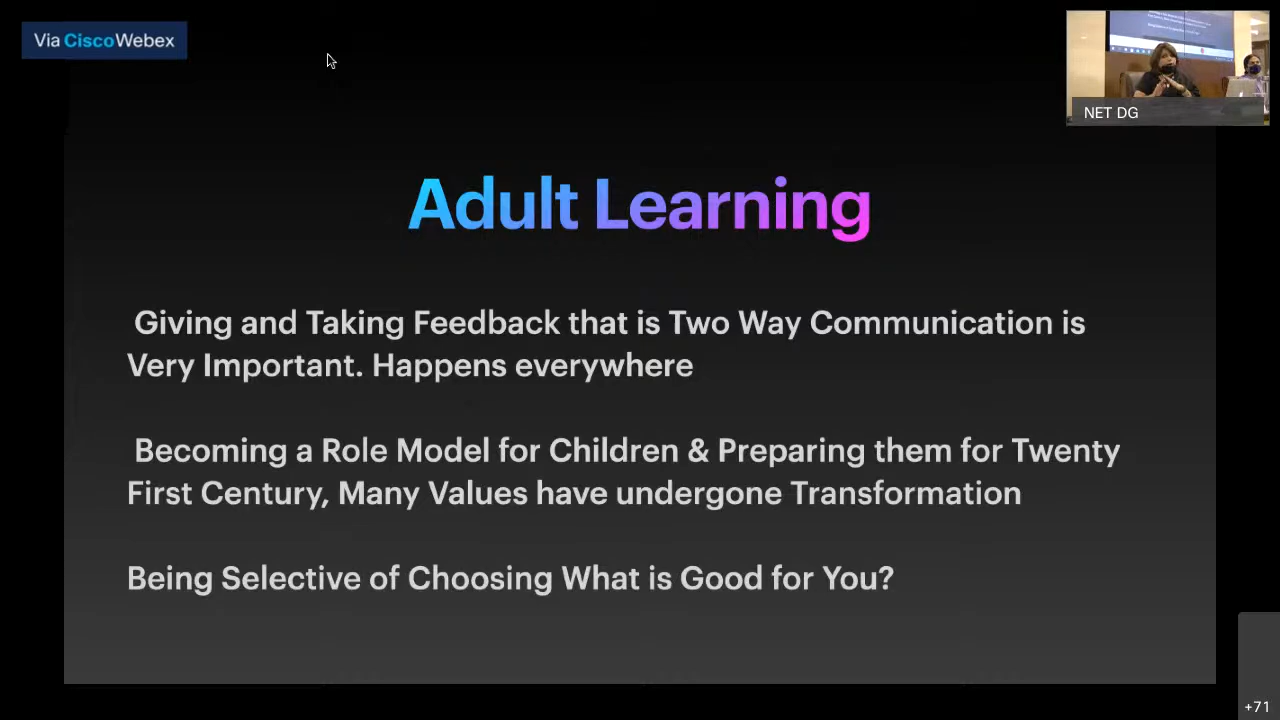 Via CiscoWebex
NET DG
Adult Learning
Giving and Taking Feedback that is Two Way Communication is
Very Important. Happens everywhere
Becoming a Role Model for Children & Preparing them for Twenty
First Century, Many Values have undergone Transformation
Being Selective of Choosing What is Good for You?
+71